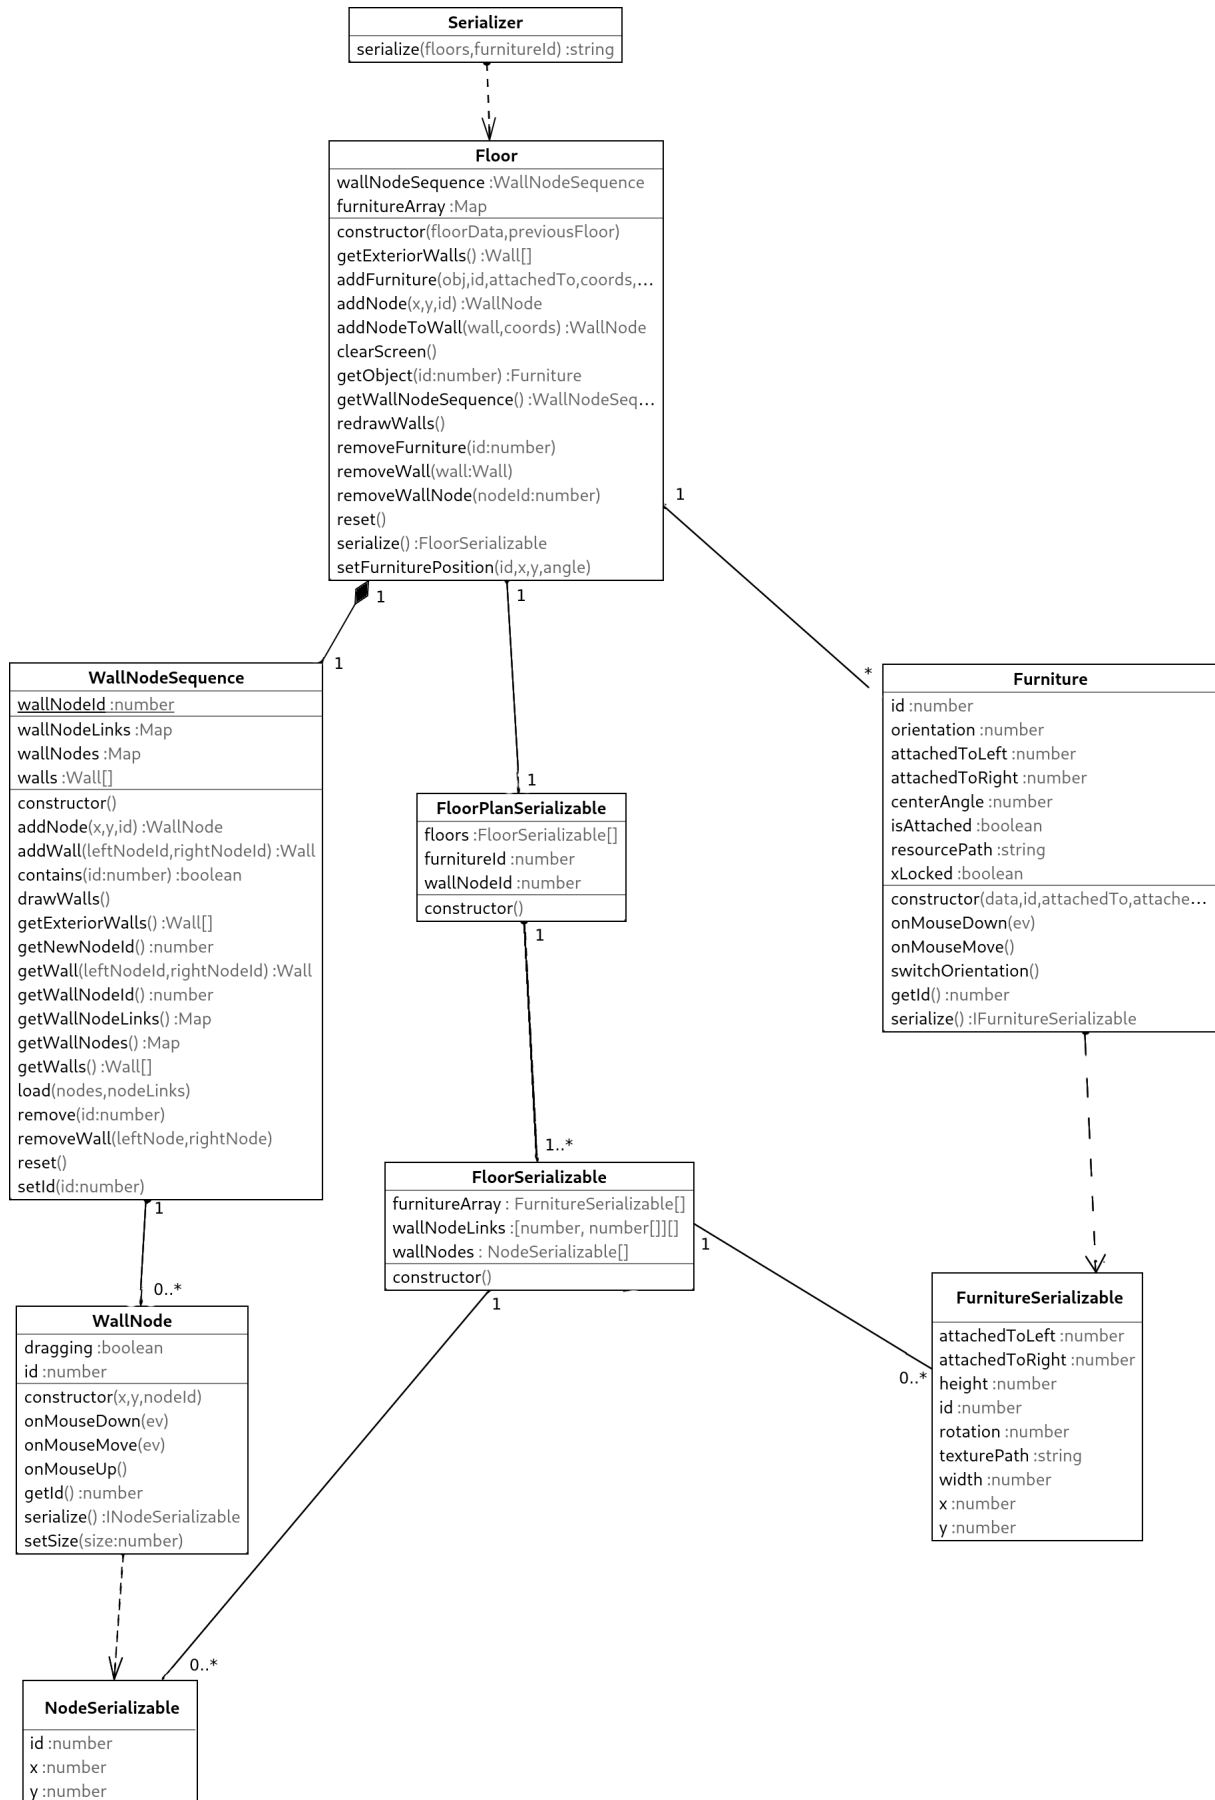 Serializer
serialize(floors,furnitureId) :string
Floor
wallNodeSequence :WallNodeSequence
furnitureArray :Map
constructor(floorData,previousFloor)
getExteriorWalls() :Wall[]
addFurniture(obj,id,attachedTo,coords,...
addNode(x,y,id) :WallNode
addNodeToWall(wall,coords) :WallNode
clearScreen()
getObject(id:number) :Furniture
getWallNodeSequence() :WallNodeSeq...
redrawWalls()
removeFurniture(id:number)
removeWall(wall:Wall)
removeWallNode(nodeId:number)
reset()
serialize() :FloorSerializable
setFurniturePosition(id,x,y,angle)
1
*
1
1
1
1
WallNodeSequence
wallNodeId :number
wallNodeLinks :Map
wallNodes :Map
walls :Wall[]
constructor()
addNode(x,y,id) :WallNode
addWall(leftNodeId,rightNodeId) :Wall
contains(id:number) :boolean
drawWalls()
getExteriorWalls() :Wall[]
getNewNodeId() :number
getWall(leftNodeId,rightNodeId) :Wall
getWallNodeId() :number
getWallNodeLinks() :Map
getWallNodes() :Map
getWalls() :Wall[]
load(nodes,nodeLinks)
remove(id:number)
removeWall(leftNode,rightNode)
reset()
setId(id:number)
1
0..*
FloorPlanSerializable
floors :FloorSerializable[]
furnitureId :number
wallNodeId :number
constructor()
1
1..*
Furniture
id :number
orientation :number
attachedToLeft :number
attachedToRight :number
centerAngle :number
isAttached :boolean
resourcePath :string
xLocked :boolean
constructor(data,id,attachedTo,attache...
onMouseDown(ev)
onMouseMove()
switchOrientation()
getId() :number
serialize() :IFurnitureSerializable
FloorSerializable
furnitureArray : FurnitureSerializable[]
wallNodeLinks :[number, number[]][]
wallNodes : NodeSerializable[]
constructor()
1
1
0..*
0..*
WallNode
dragging :boolean
id :number
constructor(x,y,nodeId)
onMouseDown(ev)
onMouseMove(ev)
onMouseUp()
getId() :number
serialize() :INodeSerializable
setSize(size:number)
FurnitureSerializable
attachedToLeft :number
attachedToRight :number
height :number
id :number
rotation :number
texturePath :string
width :number
x :number
y :number
NodeSerializable
id :number
x :number
y :number